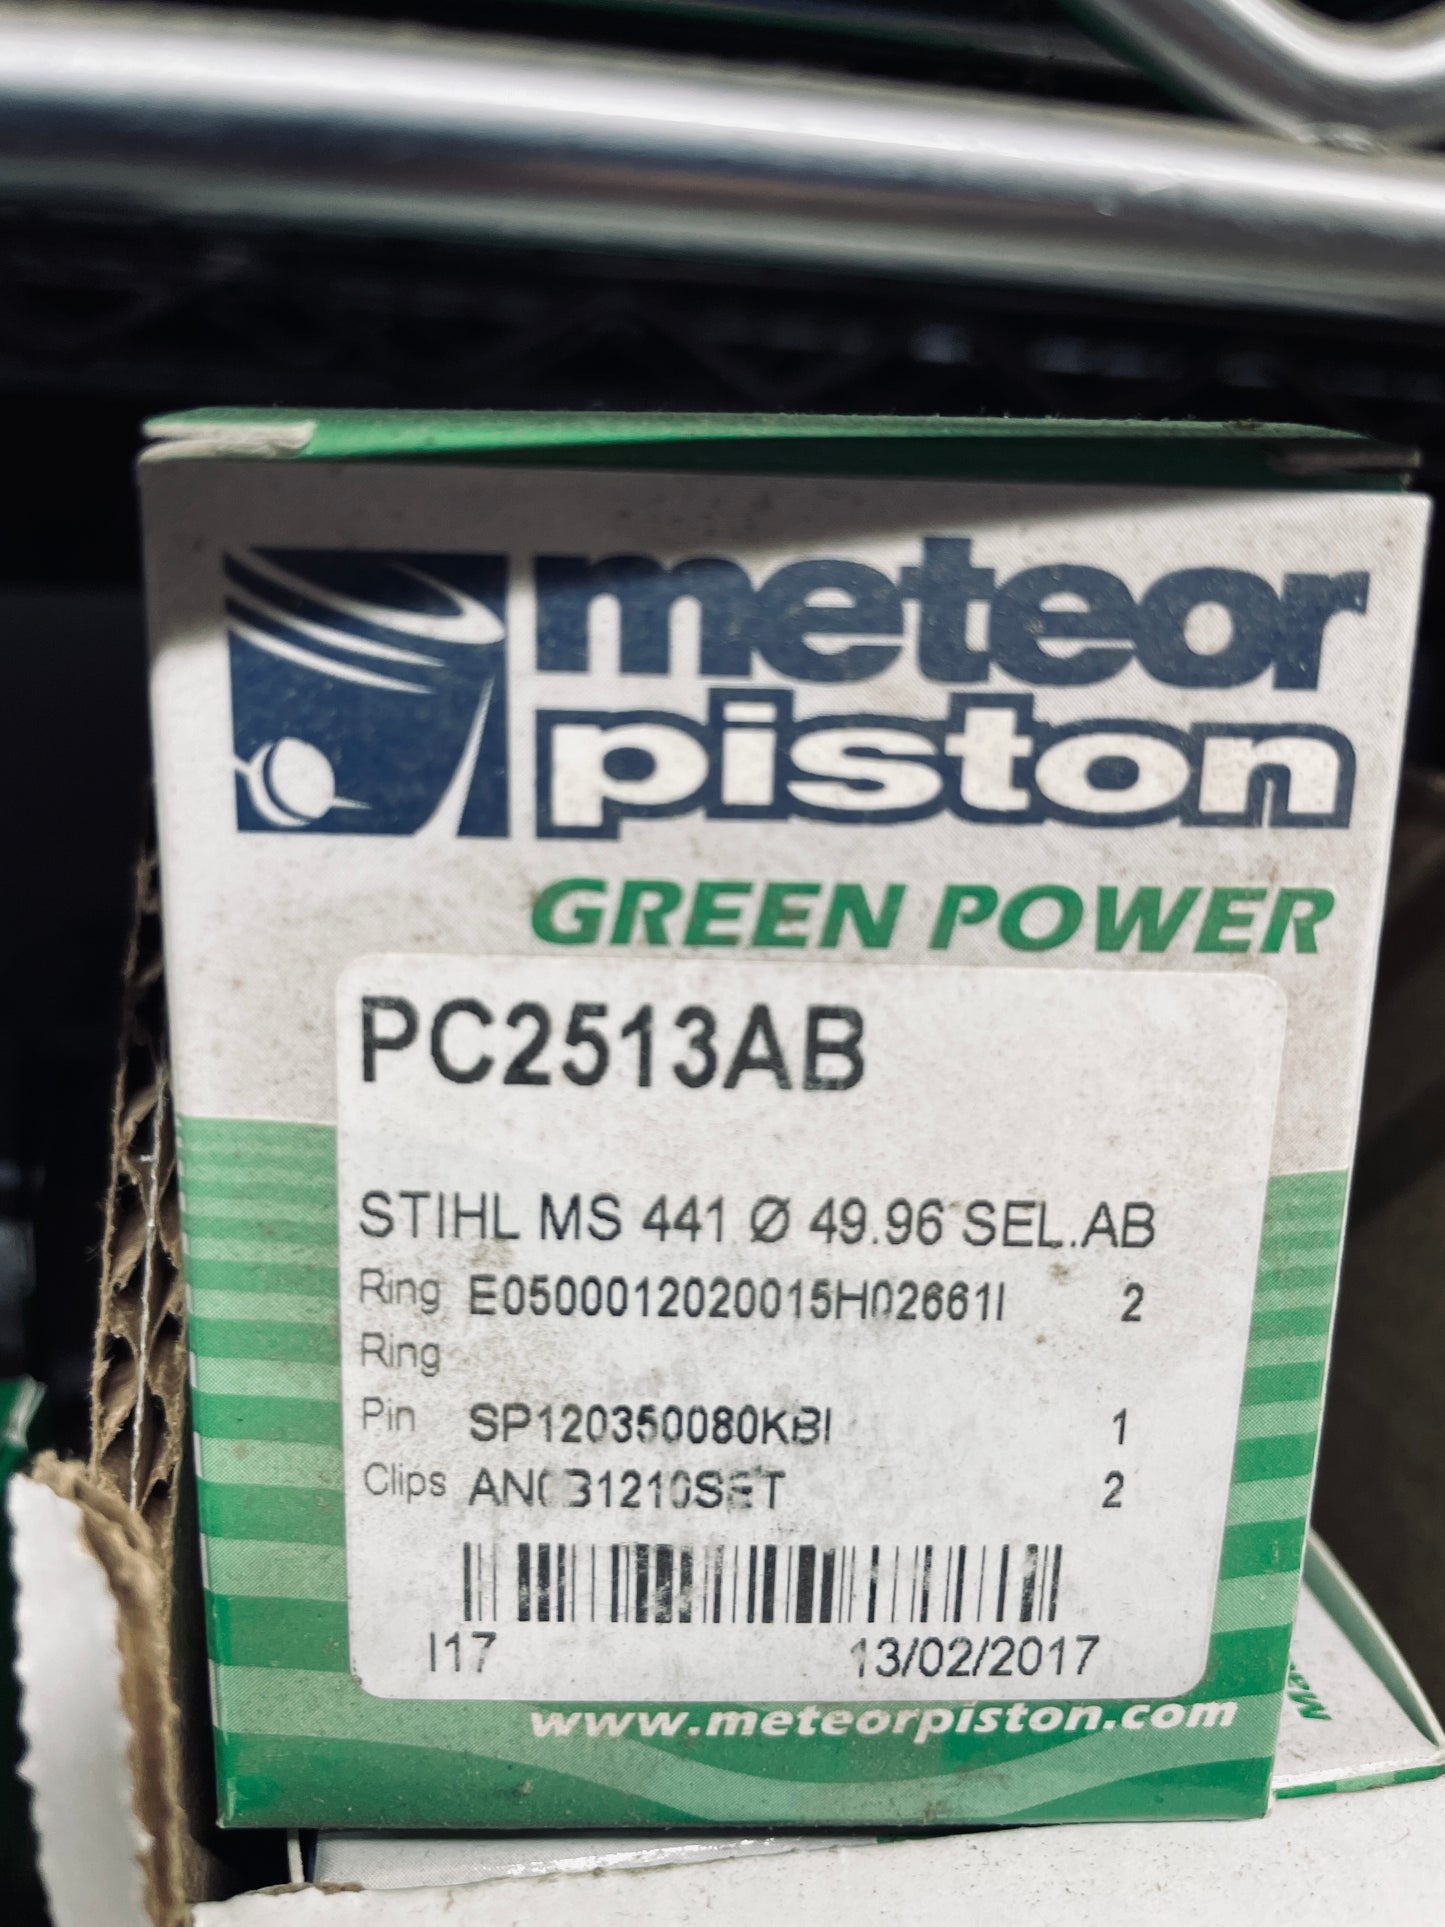 meteor
piston
GREEN POWER
PC2513AB
STIHL MS 441 Ø 49.96 SEL.AB
Ring E0500012020015H02661I 2
Ring
Pin SP120350080KBI 1
Clips 2
I17 13/02/2017
www.meteorpiston.com